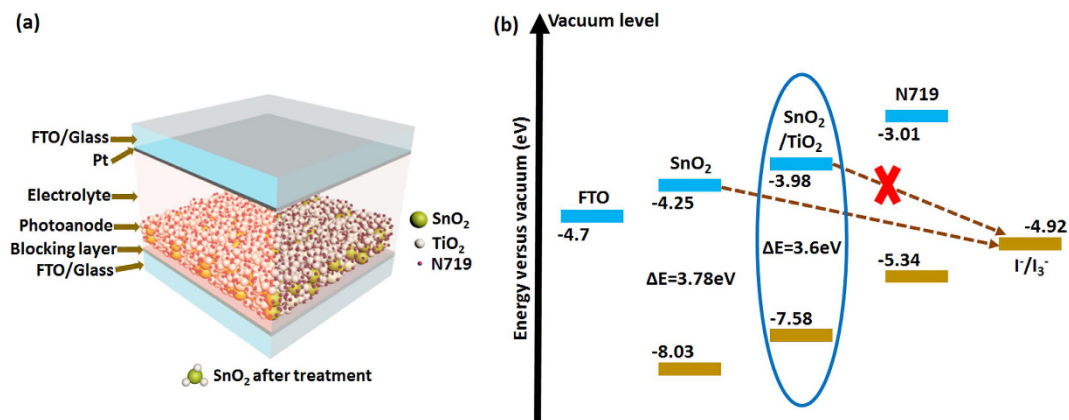 (a)
FTO/Glass
Pt
Electrolyte
Photoanode
Blocking layer
FTO/Glass
SnO₂
TiO₂
N719
SnO₂ after treatment
(b)
Vacuum level
Energy versus vacuum (eV)
FTO
-4.7
SnO₂
-4.25
ΔE=3.78eV
-8.03
SnO₂
/TiO₂
-3.98
ΔE=3.6eV
-7.58
N719
-3.01
-5.34
-4.92
I⁻/I₃⁻